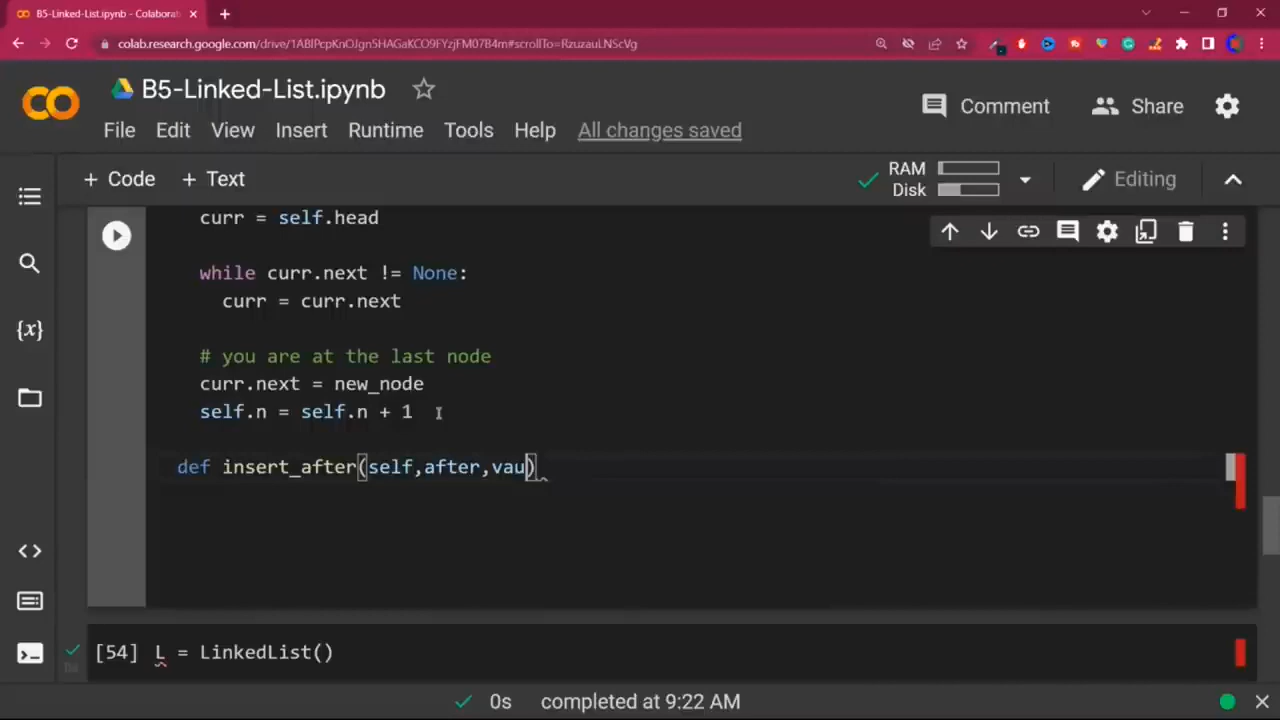 B5-Linked-List.ipynb - Colaborat
colab.research.google.com/drive/1ABlPcpKnOJgn5HAGaKCO9FYzjFM07B4m#scrollTo=RzuzauLNScVg
B5-Linked-List.ipynb
Comment
Share
File Edit View Insert Runtime Tools Help All changes saved
+ Code + Text
RAM
Disk
Editing
curr = self.head
while curr.next != None:
curr = curr.next
# you are at the last node
curr.next = new_node
self.n = self.n + 1
def insert_after(self,after,vau)
[54] L = LinkedList()
0s
0s completed at 9:22 AM